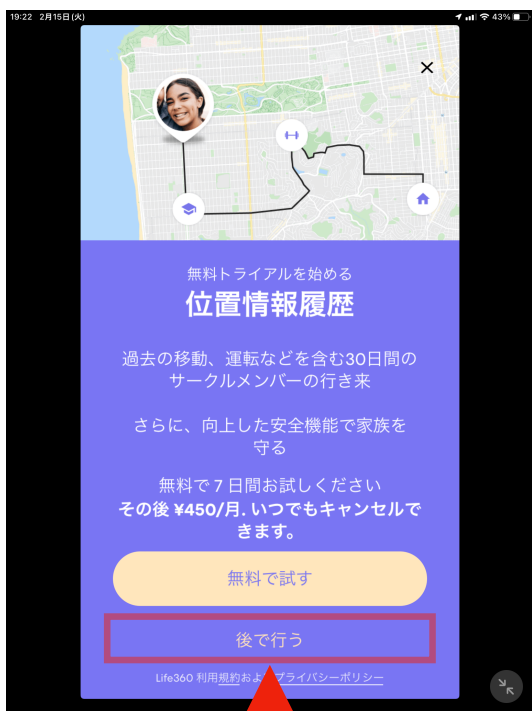 19:22 2月15日(火)
43%
無料トライアルを始める
位置情報履歴
過去の移動、運転などを含む30日間の
サークルメンバーの行き来
さらに、向上した安全機能で家族を
守る
無料で7日間お試しください
その後 ¥450/月. いつでもキャンセルで
きます。
無料で試す
後で行う
Life360 利用規約および プライバシーポリシー